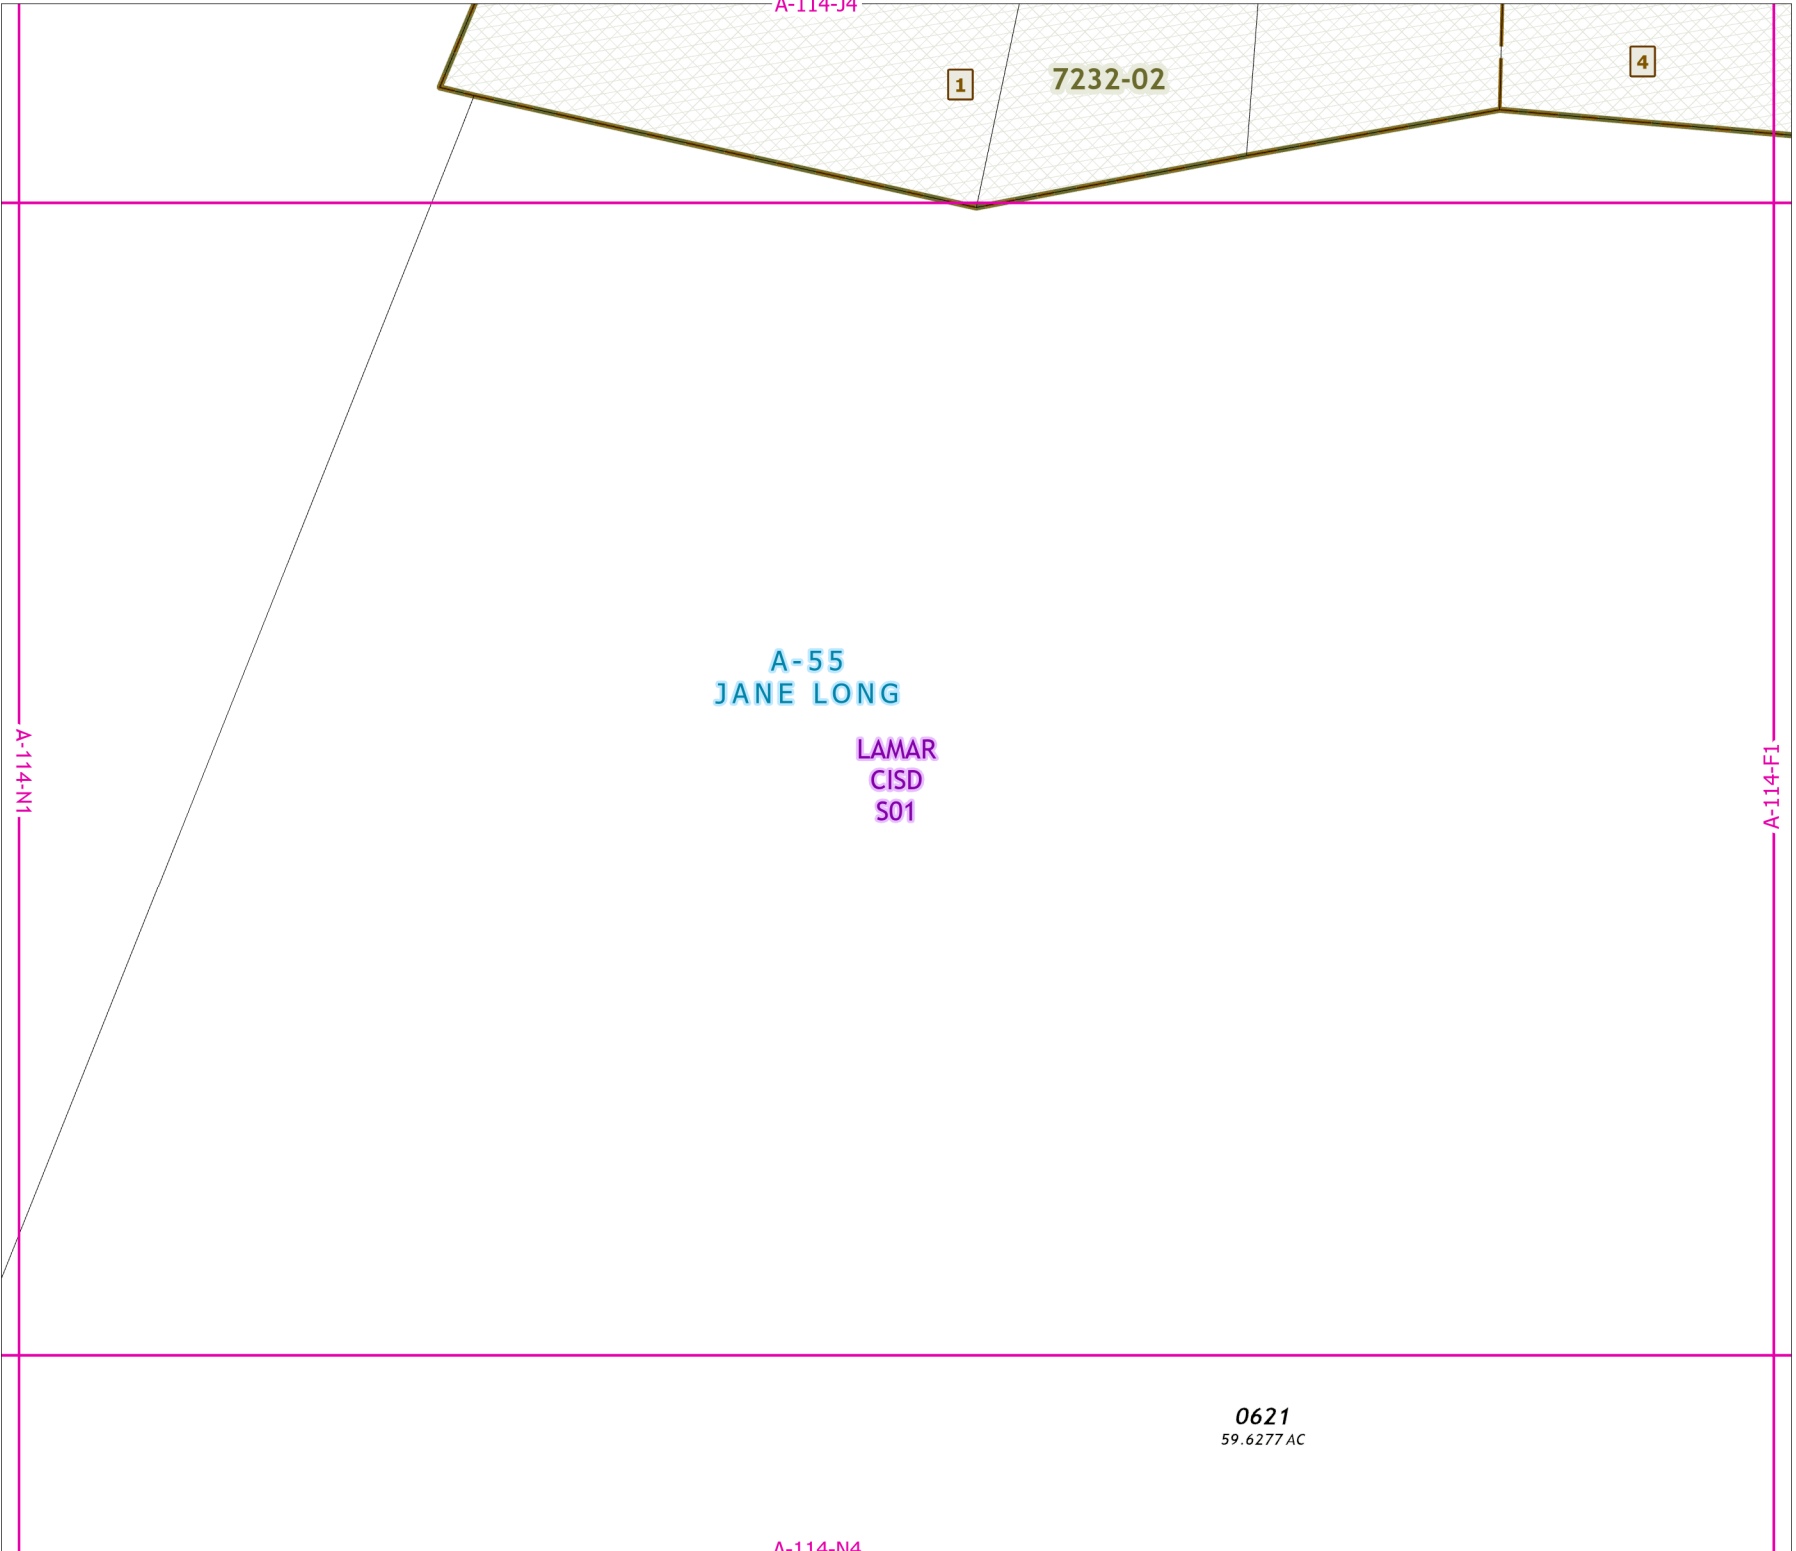 A-114-J4
1
7232-02
4
A-55
JANE LONG
LAMAR
CISD
S01
A-114-N1
A-114-F1
0621
59.6277 AC
A-114-N4